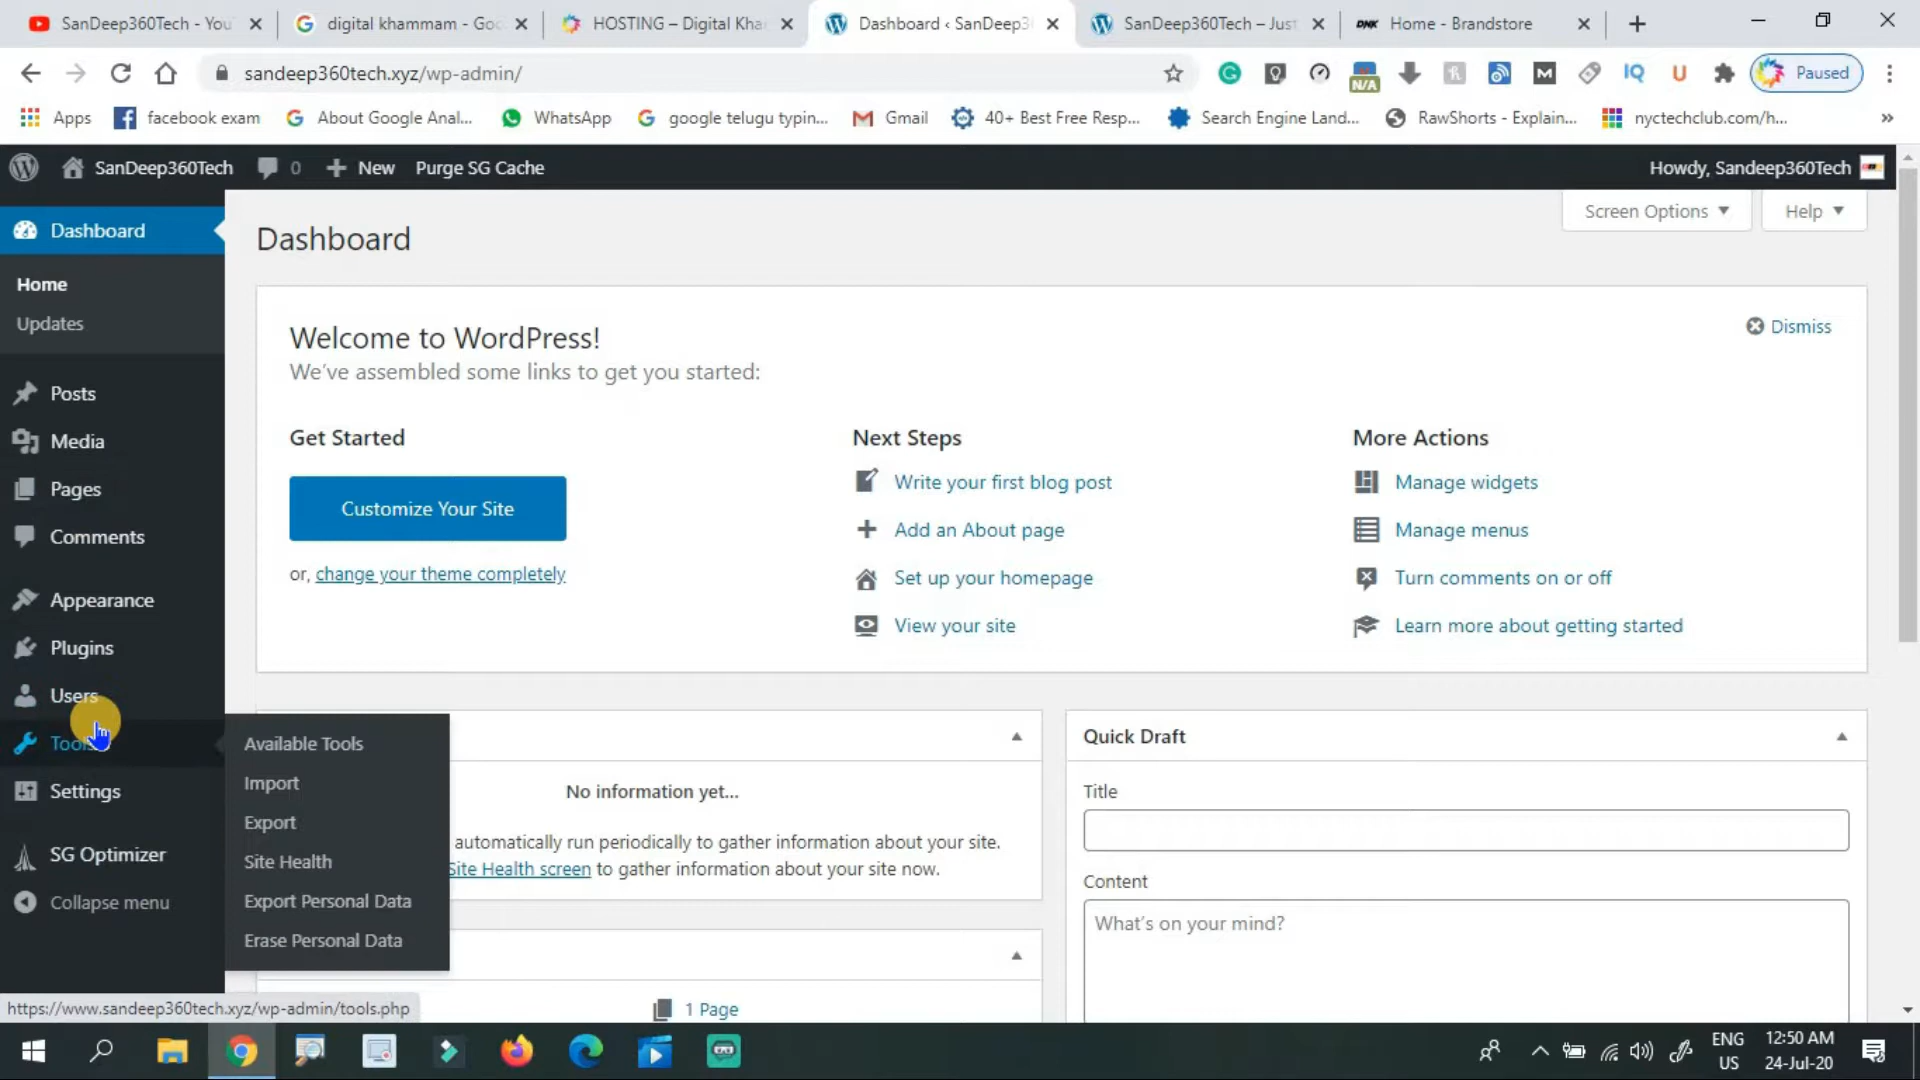 SanDeep360Tech - You
digital khammam - Goo
HOSTING – Digital Kha
Dashboard ‹ SanDeep3
SanDeep360Tech – Just
DNK Home - Brandstore
sandeep360tech.xyz/wp-admin/
N/A
M
IQ
U
Paused
Apps
facebook exam
About Google Anal...
WhatsApp
google telugu typin...
Gmail
40+ Best Free Resp...
Search Engine Land...
RawShorts - Explain...
nyctechclub.com/h...
»
SanDeep360Tech
0
New
Purge SG Cache
Howdy, Sandeep360Tech
Dashboard
Home
Updates
Posts
Media
Pages
Comments
Appearance
Plugins
Users
Tools
Settings
SG Optimizer
Collapse menu
Available Tools
Import
Export
Site Health
Export Personal Data
Erase Personal Data
https://www.sandeep360tech.xyz/wp-admin/tools.php
Screen Options
Help
Dashboard
Welcome to WordPress!
We've assembled some links to get you started:
Dismiss
Get Started
Customize Your Site
or, change your theme completely
Next Steps
Write your first blog post
Add an About page
Set up your homepage
View your site
More Actions
Manage widgets
Manage menus
Turn comments on or off
Learn more about getting started
No information yet...
automatically run periodically to gather information about your site.
Site Health screen to gather information about your site now.
1 Page
Quick Draft
Title
Content
What's on your mind?
ENG
US
12:50 AM
24-Jul-20